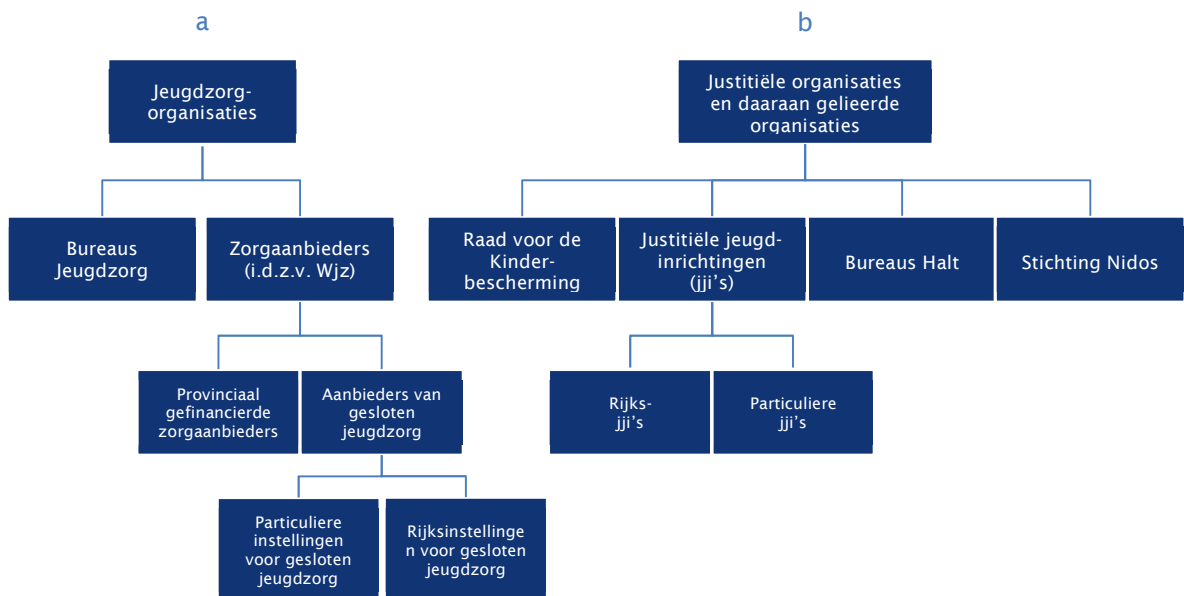 a
b
Jeugdzorg-
organisaties
Justitiële organisaties
en daaraan gelieerde
organisaties
Bureaus
Jeugdzorg
Zorgaanbieders
(i.d.z.v. Wjz)
Raad voor de
Kinder-
bescherming
Justitiële jeugd-
inrichtingen
(jji's)
Bureaus Halt
Stichting Nidos
Provinciaal
gefinancierde
zorgaanbieders
Aanbieders van
gesloten
jeugdzorg
Rijks-
jji's
Particuliere
jji's
Particuliere
instellingen
voor gesloten
jeugdzorg
Rijksinstellinge
n voor gesloten
jeugdzorg